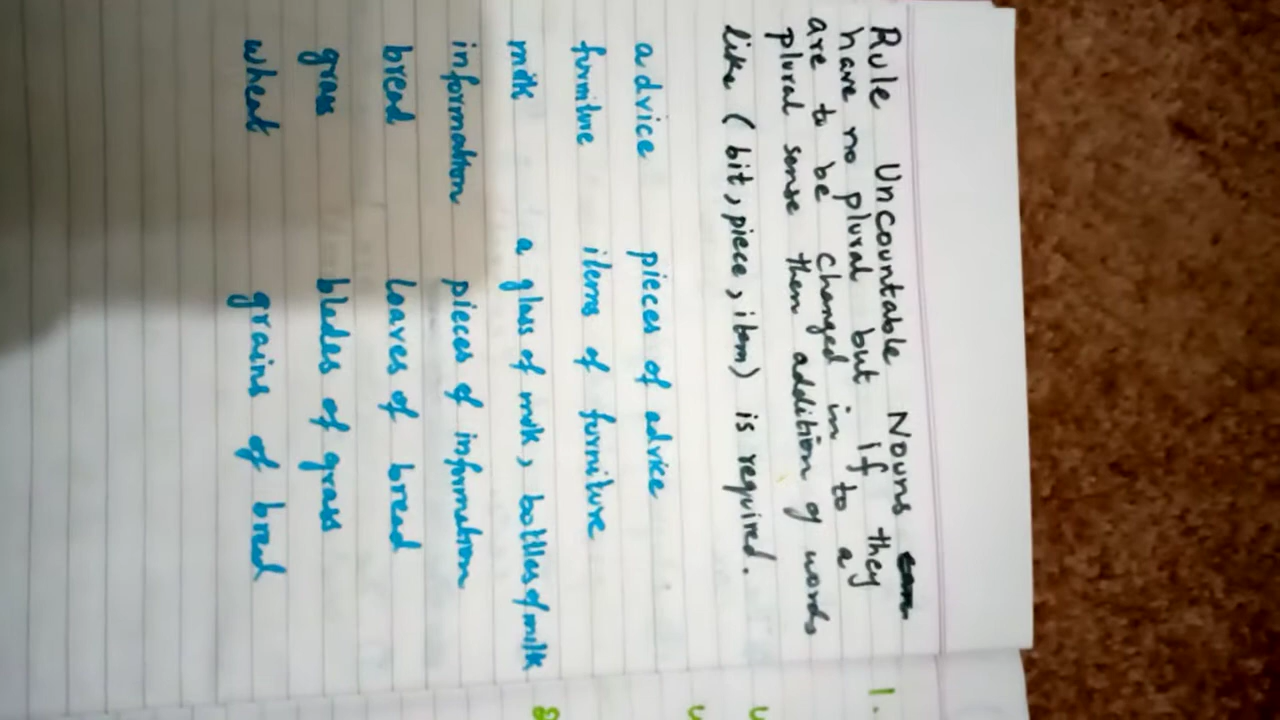 Rule Uncountable Nouns
have no plural but if they
are to be changed in to a
plural sense then addition of words
like (bit, piece, item) is required.
advice pieces of advice
furniture items of furniture
milk a glass of milk, bottles of milk
information pieces of information
bread loaves of bread
grass blades of grass
wheat grains of bread
1.